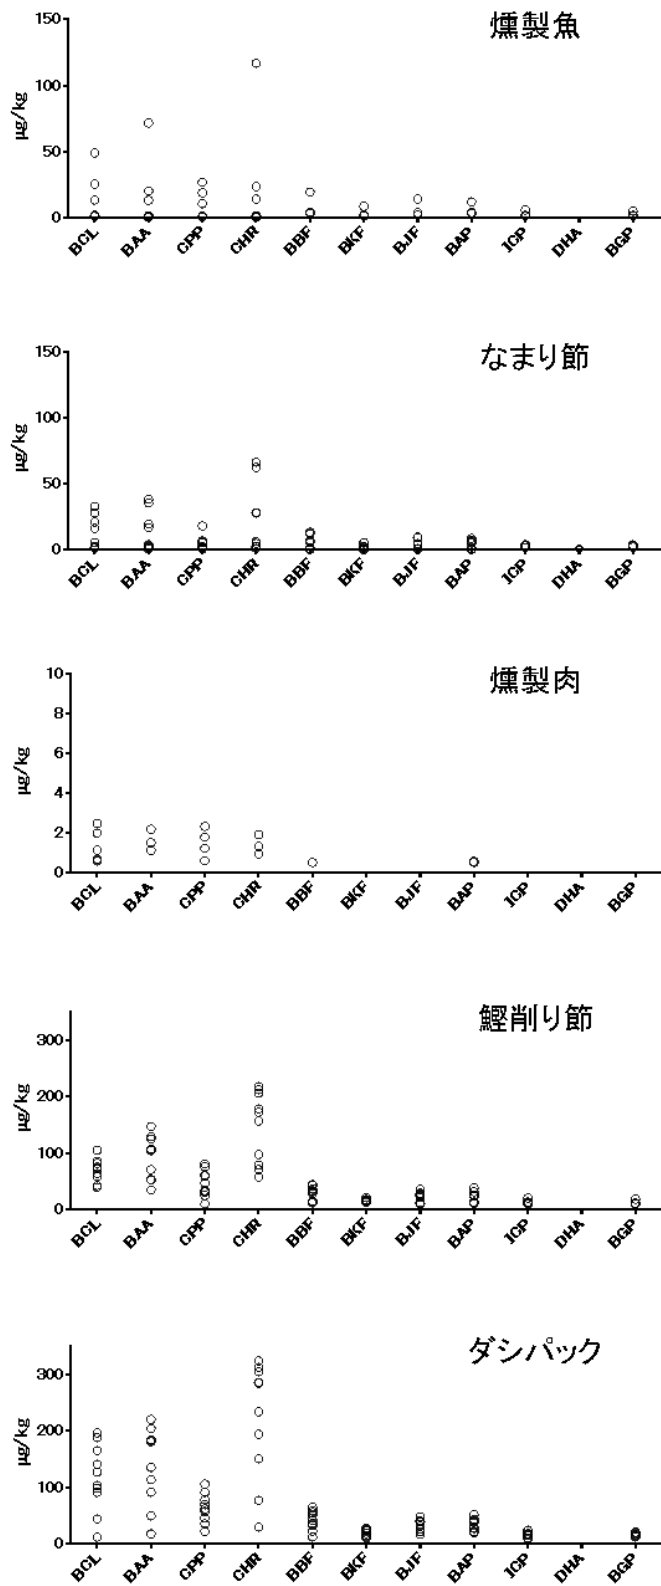 燻製魚
150
100
50
0
µg/kg
BCL BAA CPP CHR BBF BKF BJF BAP ICP DHA BGP
なまり節
150
100
50
0
µg/kg
BCL BAA CPP CHR BBF BKF BJF BAP ICP DHA BGP
燻製肉
10
8
6
4
2
0
µg/kg
BCL BAA CPP CHR BBF BKF BJF BAP ICP DHA BGP
鰹削り節
300
200
100
0
µg/kg
BCL BAA CPP CHR BBF BKF BJF BAP ICP DHA BGP
ダシパック
300
200
100
0
µg/kg
BCL BAA CPP CHR BBF BKF BJF BAP ICP DHA BGP